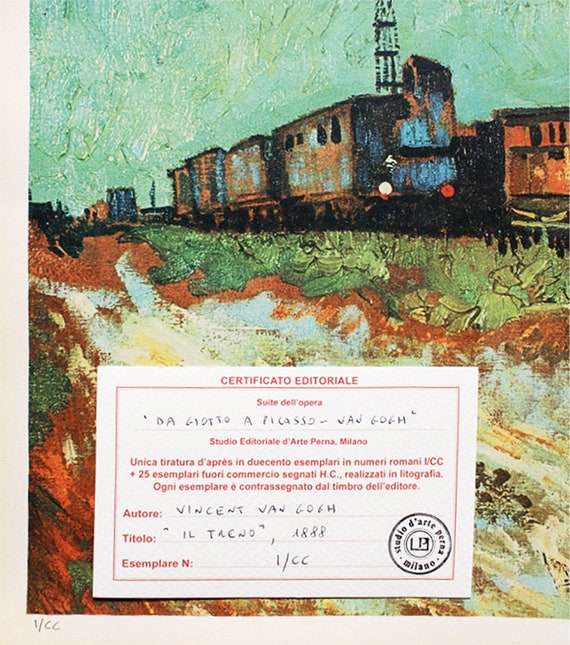 CERTIFICATO EDITORIALE
Suite dell'opera
"DA GIOTTO A PICASSO - VAN GOGH"
Studio Editoriale d'Arte Perna, Milano
Unica tiratura d'après in duecento esemplari in numeri romani I/CC
+ 25 esemplari fuori commercio segnati H.C., realizzati in litografia.
Ogni esemplare è contrassegnato dal timbro dell'editore.
Autore: VINCENT VAN GOGH
Titolo: "IL TRENO", 1888
Esemplare N: I/CC
studio d'arte perna
milano
I/CC